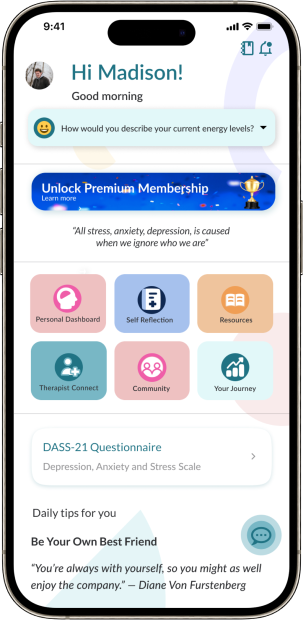 9:41
Hi Madison!
Good morning
How would you describe your current energy levels?
Unlock Premium Membership
Learn more
“All stress, anxiety, depression, is caused
when we ignore who we are”
Personal Dashboard
Self Reflection
Resources
Therapist Connect
Community
Your Journey
DASS-21 Questionnaire
Depression, Anxiety and Stress Scale
Daily tips for you
Be Your Own Best Friend
“You’re always with yourself, so you might as well
enjoy the company.” — Diane Von Furstenberg